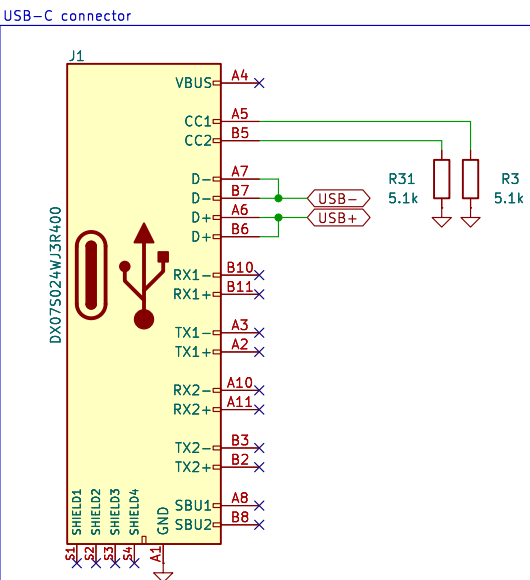 USB-C connector
J1
VBUS A4
CC1 A5
CC2 B5
D- A7
D- B7 USB-
D+ A6 USB+
D+ B6
R31 5.1k
R3 5.1k
DX07S024WJ3R400
RX1- B10
RX1+ B11
TX1- A3
TX1+ A2
RX2- A10
RX2+ A11
TX2- B3
TX2+ B2
SBU1 A8
SBU2 B8
SHIELD1 S1
SHIELD2 S2
SHIELD3 S3
SHIELD4 S4
GND A1